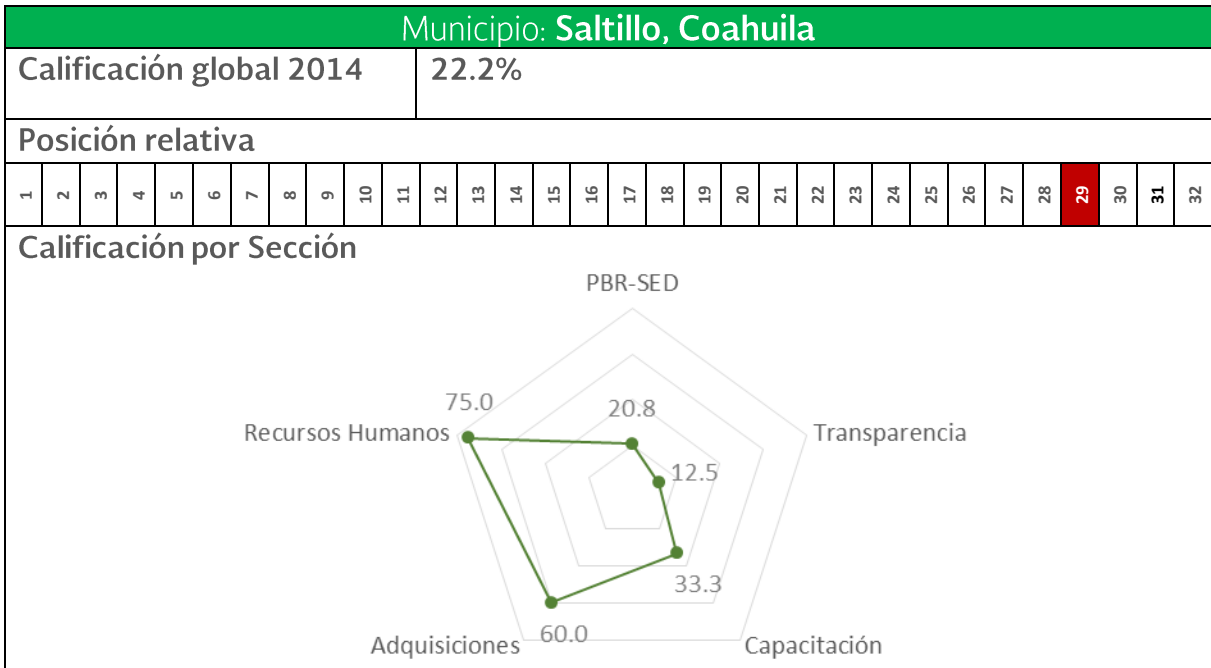 Municipio: Saltillo, Coahuila
Calificación global 2014 22.2%
Posición relativa
1 2 3 4 5 6 7 8 9 10 11 12 13 14 15 16 17 18 19 20 21 22 23 24 25 26 27 28 29 30 31 32
Calificación por Sección
PBR-SED
75.0
20.8
Recursos Humanos
Transparencia
12.5
33.3
60.0
Adquisiciones
Capacitación